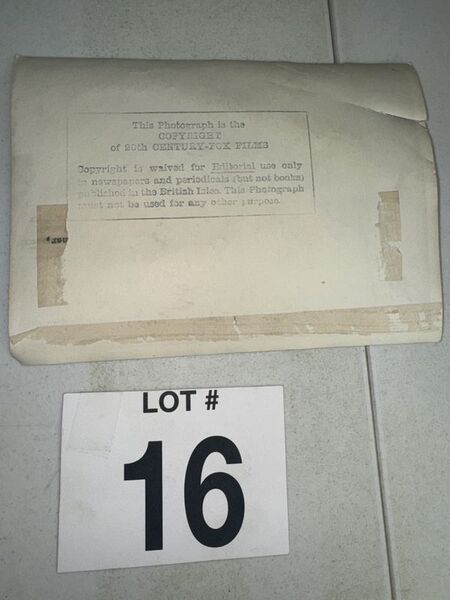 This Photograph is the
COPYRIGHT
of 20th CENTURY-FOX FILMS
Copyright is waived for Editorial use only
in newspapers and periodicals (but not books)
published in the British Isles. This Photograph
must not be used for any other purpose.
LOT #
16